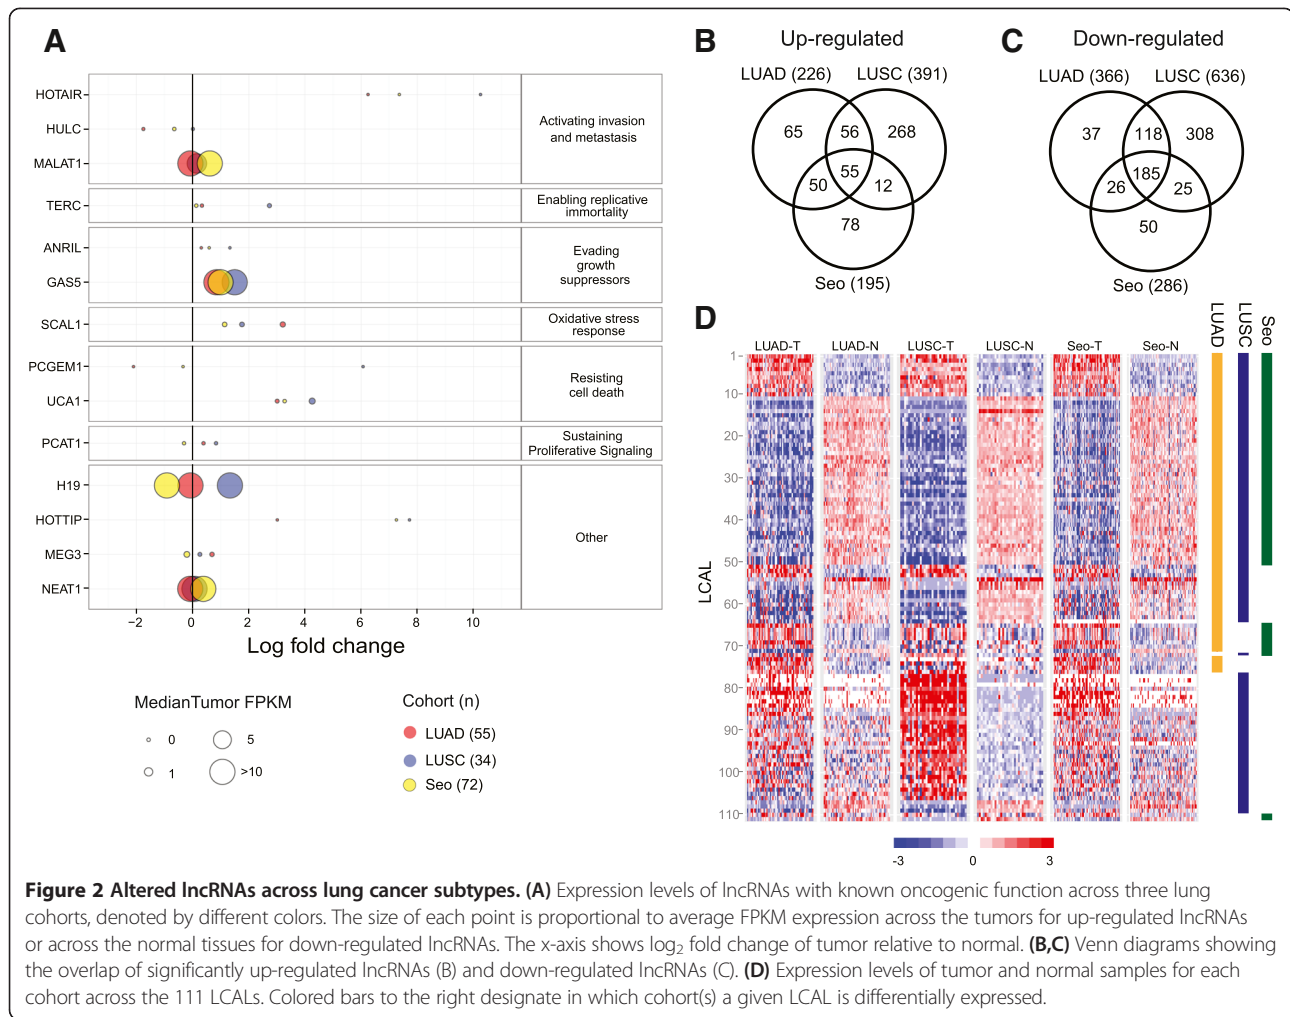 A
HOTAIR
HULC
MALAT1
Activating invasion
and metastasis
TERC
Enabling replicative
immortality
ANRIL
GAS5
Evading
growth
suppressors
SCAL1
Oxidative stress
response
PCGEM1
UCA1
Resisting
cell death
PCAT1
Sustaining
Proliferative Signaling
H19
HOTTIP
MEG3
NEAT1
Other
−2 0 2 4 6 8 10
Log fold change
MedianTumor FPKM
0 5
1 >10
Cohort (n)
LUAD (55)
LUSC (34)
Seo (72)
B
Up-regulated
LUAD (226) LUSC (391)
65 56 268
55
50 12
78
Seo (195)
C
Down-regulated
LUAD (366) LUSC (636)
37 118 308
185
26 25
50
Seo (286)
D
LUAD-T LUAD-N LUSC-T LUSC-N Seo-T Seo-N
LUAD
LUSC
Seo
LCAL
1
10
20
30
40
50
60
70
80
90
100
110
-3 0 3
Figure 2 Altered lncRNAs across lung cancer subtypes. (A) Expression levels of lncRNAs with known oncogenic function across three lung
cohorts, denoted by different colors. The size of each point is proportional to average FPKM expression across the tumors for up-regulated lncRNAs
or across the normal tissues for down-regulated lncRNAs. The x-axis shows log2 fold change of tumor relative to normal. (B,C) Venn diagrams showing
the overlap of significantly up-regulated lncRNAs (B) and down-regulated lncRNAs (C). (D) Expression levels of tumor and normal samples for each
cohort across the 111 LCALs. Colored bars to the right designate in which cohort(s) a given LCAL is differentially expressed.